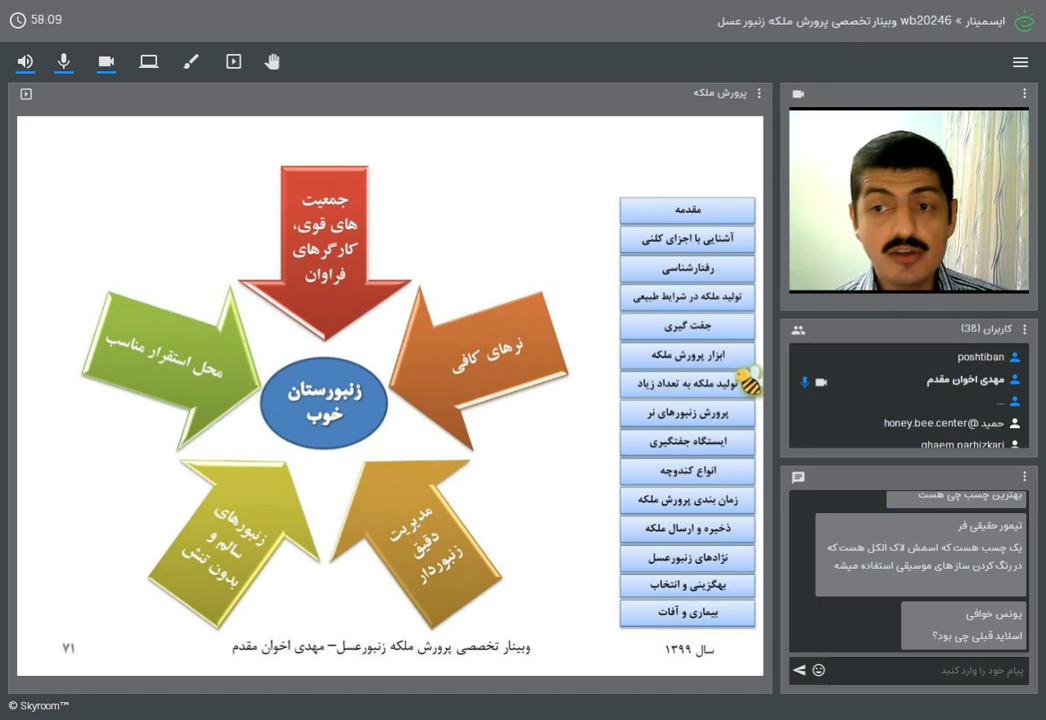 58.09
ایسمینار » wb20246 وبینار تخصصی پرورش ملکه زنبور عسل
پرورش ملکه
جمعیت
های قوی،
کارگرهای
فراوان
نرهای کافی
مدیریت
دقیق
زنبوردار
زنبورهای
سالم و
بدون تنش
محل استقرار مناسب
زنبورستان
خوب
مقدمه
آشنایی با اجزای کلنی
رفتارشناسی
تولید ملکه در شرایط طبیعی
جفت گیری
ابزار پرورش ملکه
تولید ملکه به تعداد زیاد
پرورش زنبورهای نر
ایستگاه جفتگیری
انواع کندوچه
زمان بندی پرورش ملکه
ذخیره و ارسال ملکه
نژادهای زنبورعسل
بهگزینی و انتخاب
بیماری و آفات
سال ۱۳۹۹
وبینار تخصصی پرورش ملکه زنبورعسل– مهدی اخوان مقدم
۷۱
کاربران (38)
poshtiban
مهدی اخوان مقدم
...
حمید @honey.bee.center
ghaem parhizkari
بهترین چسب چی هست
تیمور حقیقی فر
یک چسب هست که اسمش لاک الکل هست که
در رنگ کردن ساز های موسیقی استفاده میشه
یونس خوافی
اسلاید قبلی چی بود؟
پیام خود را وارد کنید
© Skyroom™